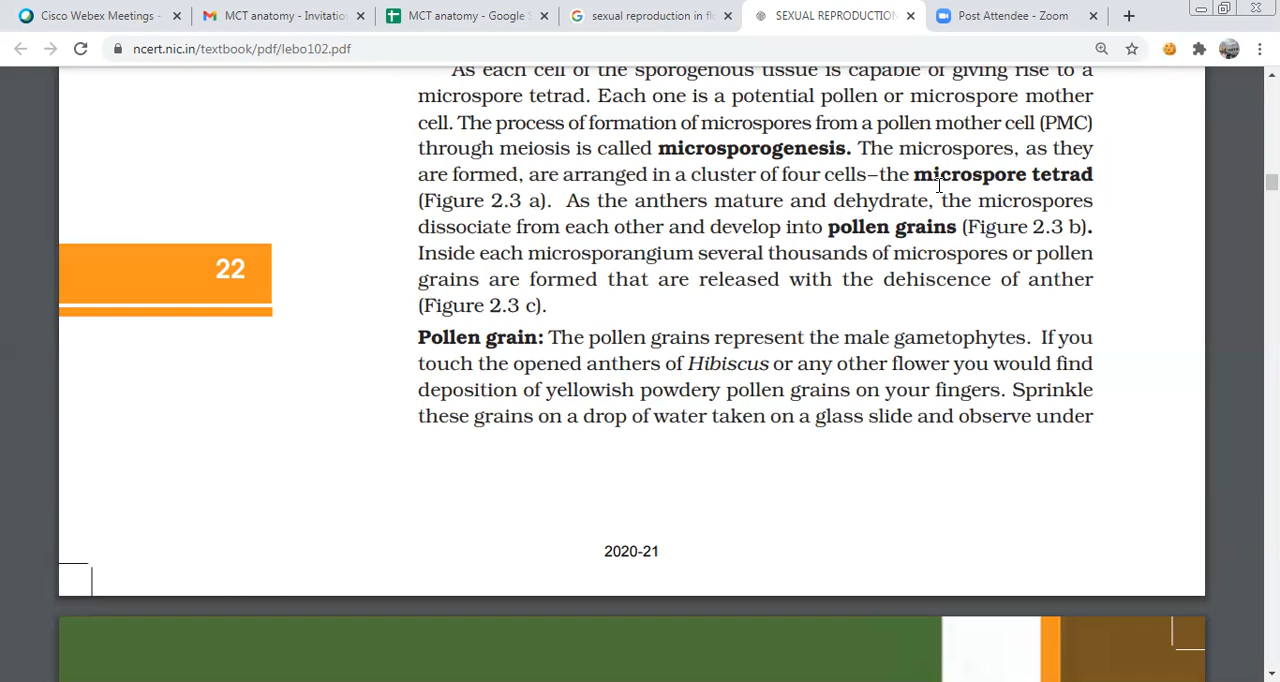 Cisco Webex Meetings -
MCT anatomy - Invitatio
MCT anatomy - Google S
sexual reproduction in fl
SEXUAL REPRODUCTION
Post Attendee - Zoom
ncert.nic.in/textbook/pdf/lebo102.pdf
As each cell of the sporogenous tissue is capable of giving rise to a
microspore tetrad. Each one is a potential pollen or microspore mother
cell. The process of formation of microspores from a pollen mother cell (PMC)
through meiosis is called microsporogenesis. The microspores, as they
are formed, are arranged in a cluster of four cells–the microspore tetrad
(Figure 2.3 a). As the anthers mature and dehydrate, the microspores
dissociate from each other and develop into pollen grains (Figure 2.3 b).
Inside each microsporangium several thousands of microspores or pollen
grains are formed that are released with the dehiscence of anther
(Figure 2.3 c).
22
Pollen grain: The pollen grains represent the male gametophytes. If you
touch the opened anthers of Hibiscus or any other flower you would find
deposition of yellowish powdery pollen grains on your fingers. Sprinkle
these grains on a drop of water taken on a glass slide and observe under
2020-21